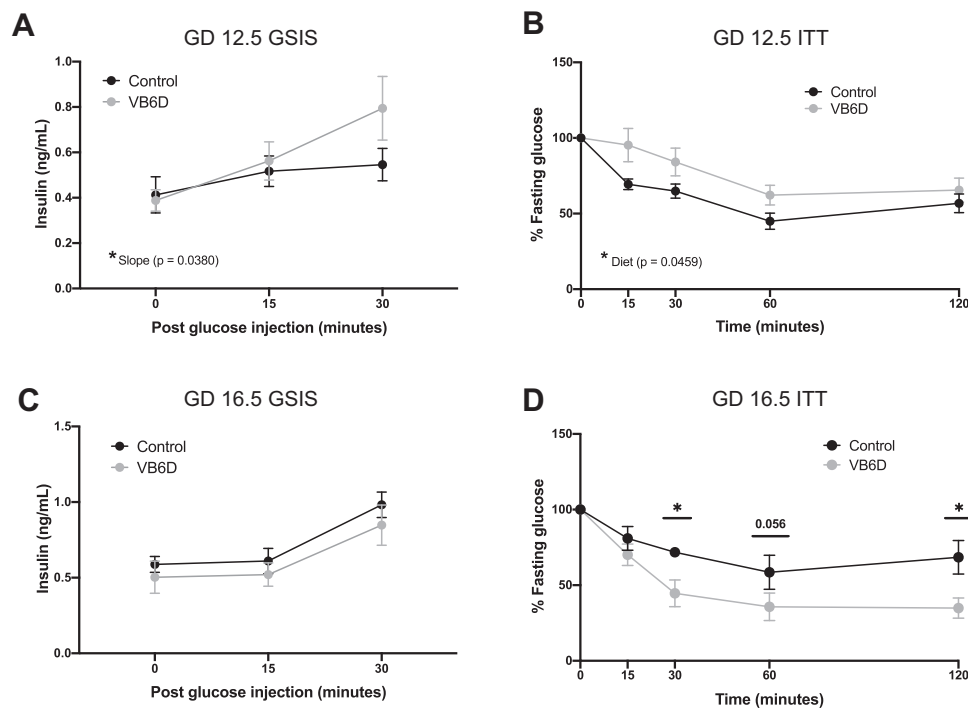 A
GD 12.5 GSIS
Insulin (ng/mL)
1.0
0.8
0.6
0.4
0.2
0.0
Control
VB6D
* Slope (p = 0.0380)
0 15 30
Post glucose injection (minutes)
B
GD 12.5 ITT
% Fasting glucose
150
100
50
0
Control
VB6D
* Diet (p = 0.0459)
0 15 30 60 120
Time (minutes)
C
GD 16.5 GSIS
Insulin (ng/mL)
1.5
1.0
0.5
0.0
Control
VB6D
0 15 30
Post glucose injection (minutes)
D
GD 16.5 ITT
% Fasting glucose
150
100
50
0
Control
VB6D
* 0.056 *
0 15 30 60 120
Time (minutes)